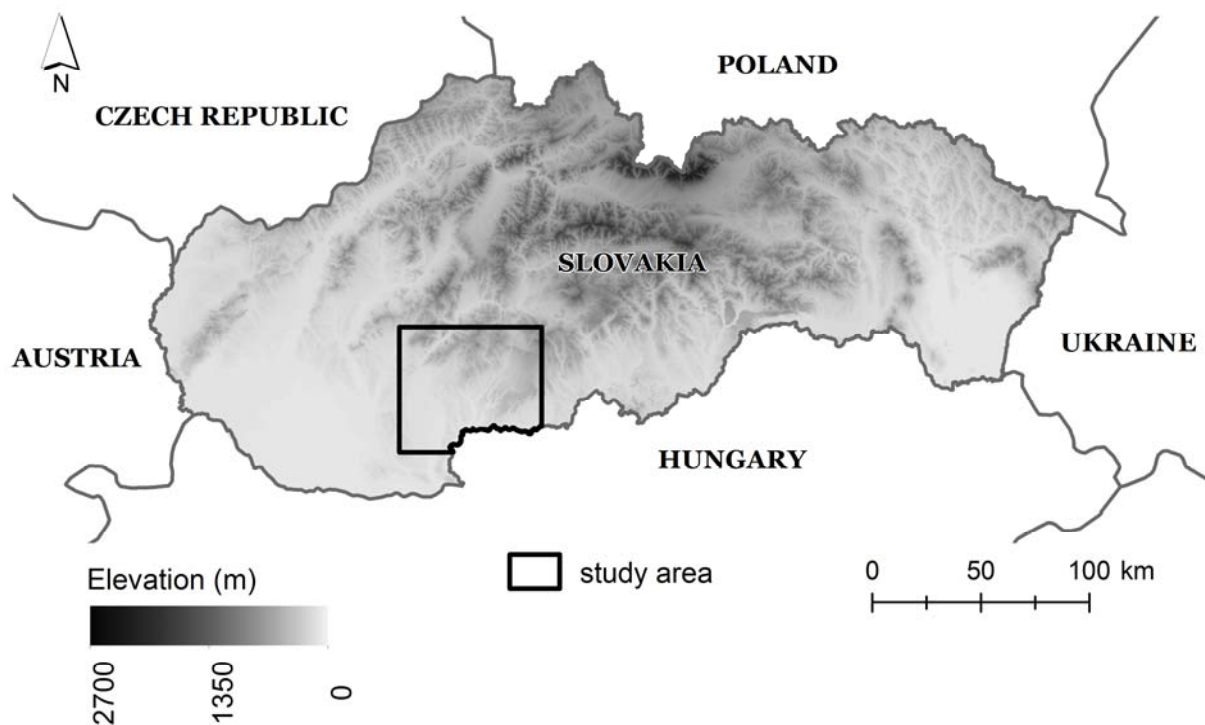 N
POLAND
CZECH REPUBLIC
SLOVAKIA
AUSTRIA
UKRAINE
HUNGARY
Elevation (m)
2700
1350
0
study area
0 50 100 km